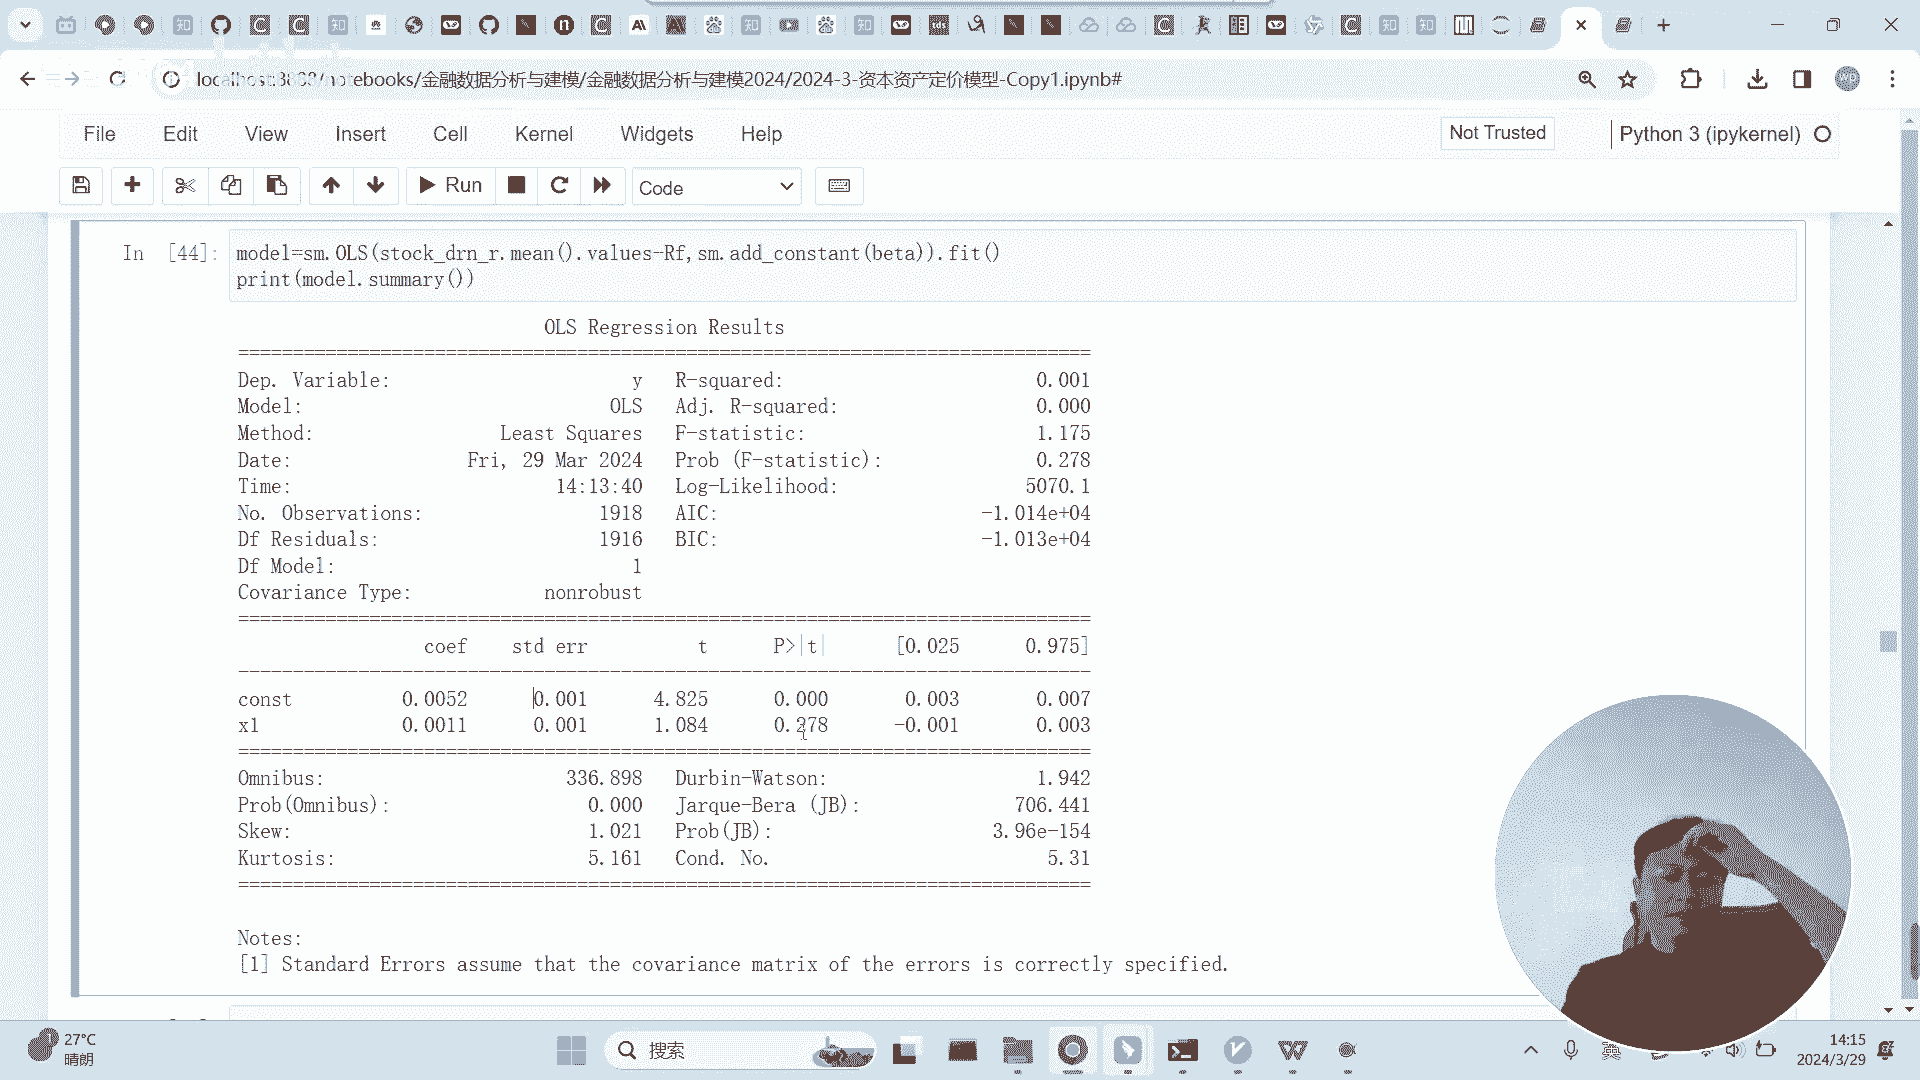 localhost:8888/notebooks/金融数据分析与建模/金融数据分析与建模2024/2024-3-资本资产定价模型-Copy1.ipynb#
File Edit View Insert Cell Kernel Widgets Help Not Trusted Python 3 (ipykernel)
Run Code
In [44]: model=sm.OLS(stock_drn_r.mean().values-Rf,sm.add_constant(beta)).fit()
print(model.summary())
OLS Regression Results
==============================================================================
Dep. Variable: y R-squared: 0.001
Model: OLS Adj. R-squared: 0.000
Method: Least Squares F-statistic: 1.175
Date: Fri, 29 Mar 2024 Prob (F-statistic): 0.278
Time: 14:13:40 Log-Likelihood: 5070.1
No. Observations: 1918 AIC: -1.014e+04
Df Residuals: 1916 BIC: -1.013e+04
Df Model: 1
Covariance Type: nonrobust
==============================================================================
coef std err t P>|t| [0.025 0.975]
------------------------------------------------------------------------------
const 0.0052 0.001 4.825 0.000 0.003 0.007
x1 0.0011 0.001 1.084 0.278 -0.001 0.003
==============================================================================
Omnibus: 336.898 Durbin-Watson: 1.942
Prob(Omnibus): 0.000 Jarque-Bera (JB): 706.441
Skew: 1.021 Prob(JB): 3.96e-154
Kurtosis: 5.161 Cond. No. 5.31
==============================================================================
Notes:
[1] Standard Errors assume that the covariance matrix of the errors is correctly specified.
27°C
晴朗
搜索
英
14:15
2024/3/29